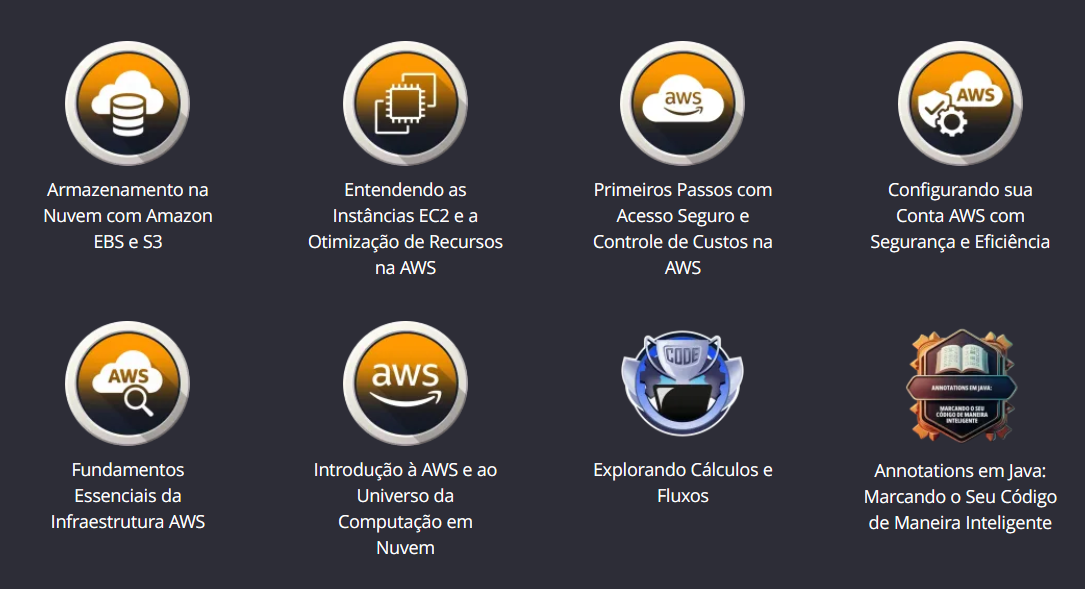 Armazenamento na
Nuvem com Amazon
EBS e S3
Entendendo as
Instâncias EC2 e a
Otimização de Recursos
na AWS
aws
Primeiros Passos com
Acesso Seguro e
Controle de Custos na
AWS
AWS
Configurando sua
Conta AWS com
Segurança e Eficiência
AWS
Fundamentos
Essenciais da
Infraestrutura AWS
aws
Introdução à AWS e ao
Universo da
Computação em
Nuvem
CODE
Explorando Cálculos e
Fluxos
ANNOTATIONS EM JAVA:
MARCANDO O SEU
CÓDIGO DE MANEIRA
INTELIGENTE
Annotations em Java:
Marcando o Seu Código
de Maneira Inteligente